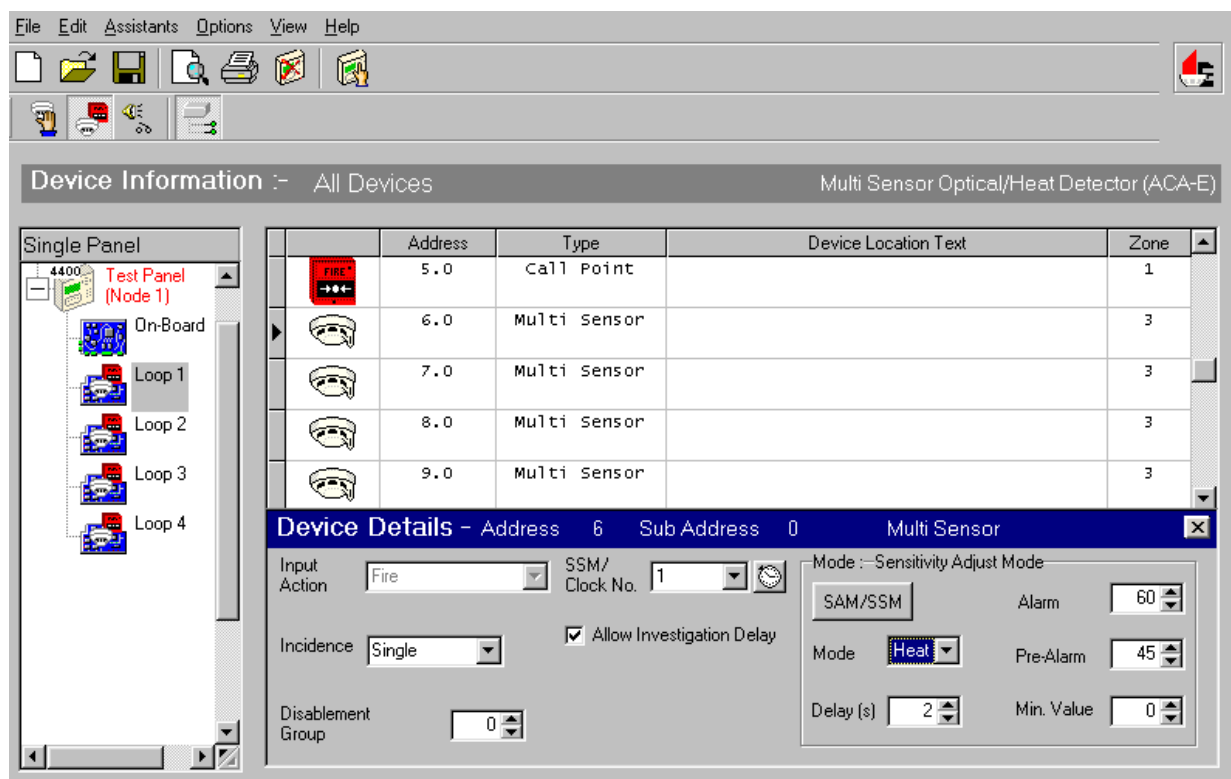 File Edit Assistants Options View Help
Device Information :- All Devices Multi Sensor Optical/Heat Detector (ACA-E)
Single Panel
4400
Test Panel
(Node 1)
On-Board
Loop 1
Loop 2
Loop 3
Loop 4
Address Type Device Location Text Zone
FIRE
5.0 Call Point 1
6.0 Multi Sensor 3
7.0 Multi Sensor 3
8.0 Multi Sensor 3
9.0 Multi Sensor 3
Device Details - Address 6 Sub Address 0 Multi Sensor
Input
Action
Fire
SSM/
Clock No.
1
Incidence
Single
Allow Investigation Delay
Disablement
Group
0
Mode :- Sensitivity Adjust Mode
SAM/SSM
Alarm 60
Mode Heat
Pre-Alarm 45
Delay (s) 2
Min. Value 0